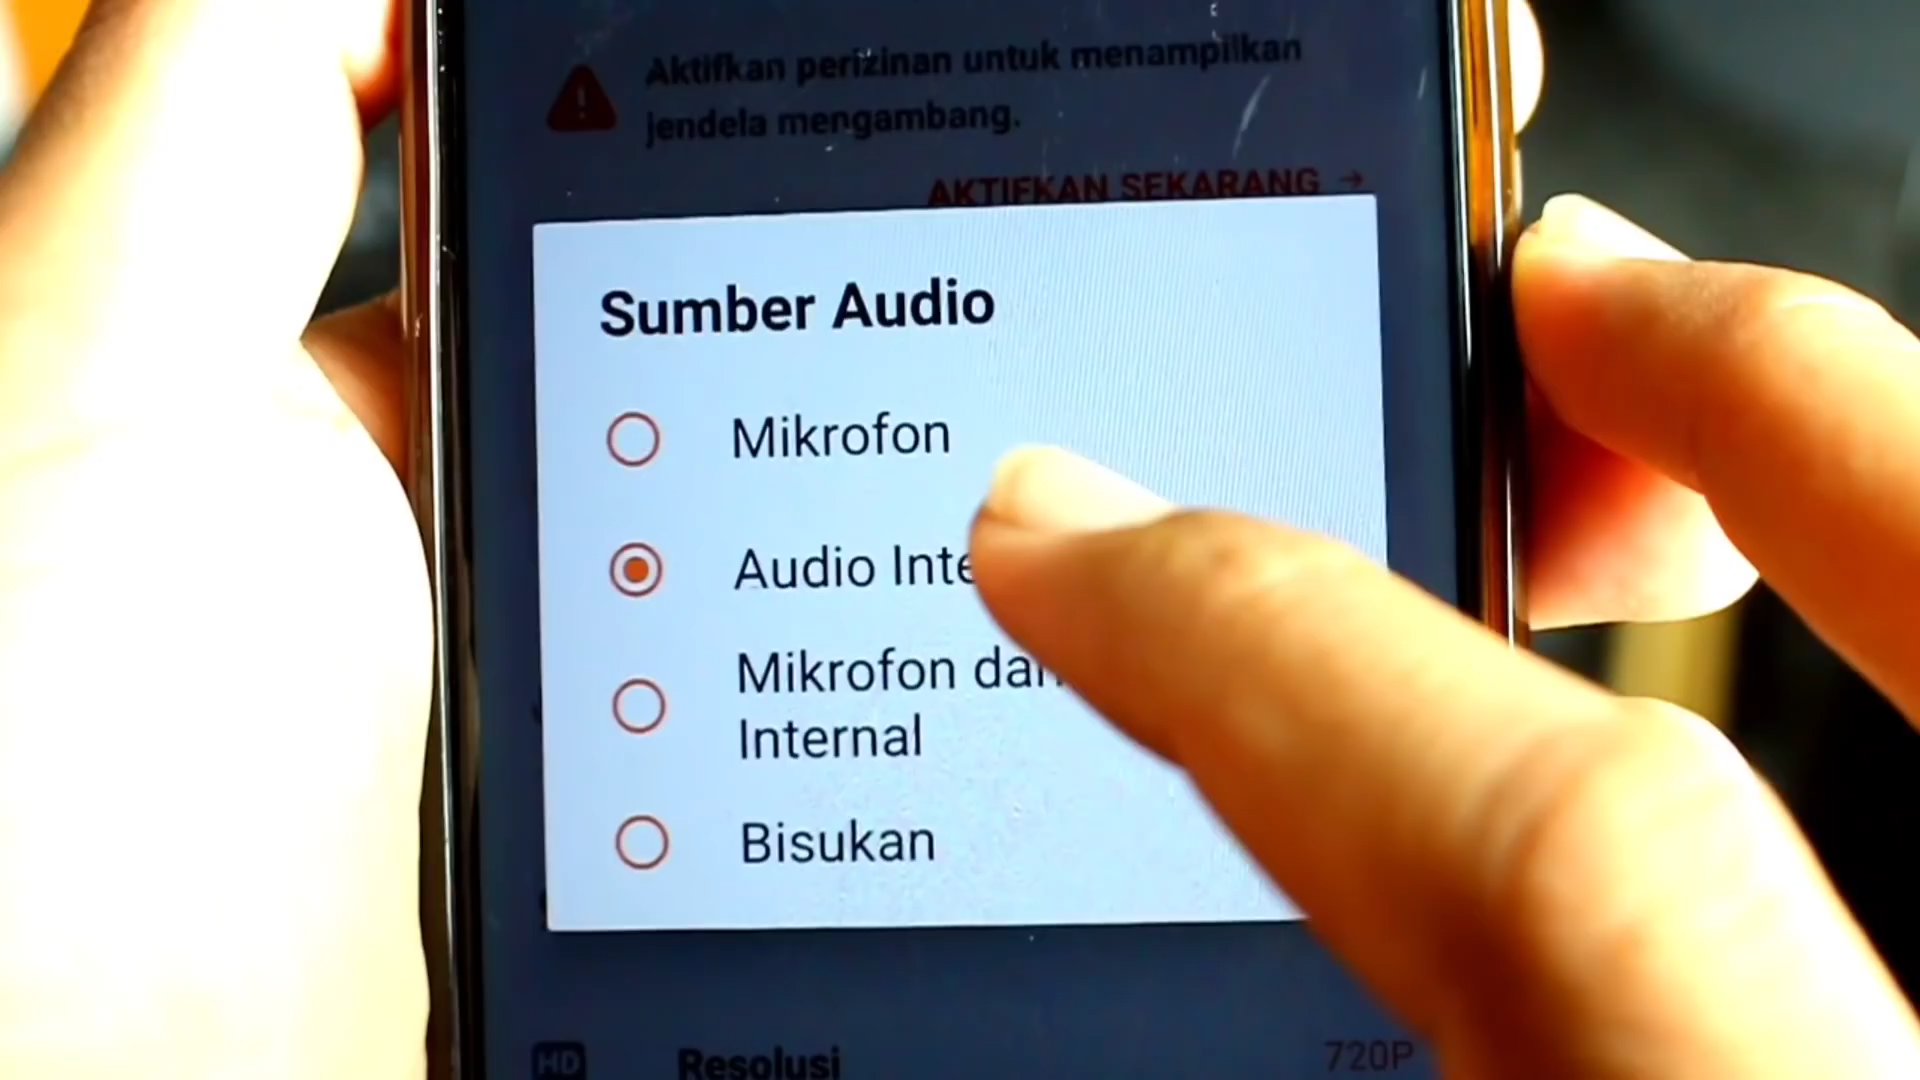 Aktifkan perizinan untuk menampilkan
jendela mengambang.
AKTIFKAN SEKARANG →
Sumber Audio
Mikrofon
Audio Inte
Mikrofon dan
Internal
Bisukan
HD Resolusi 720P